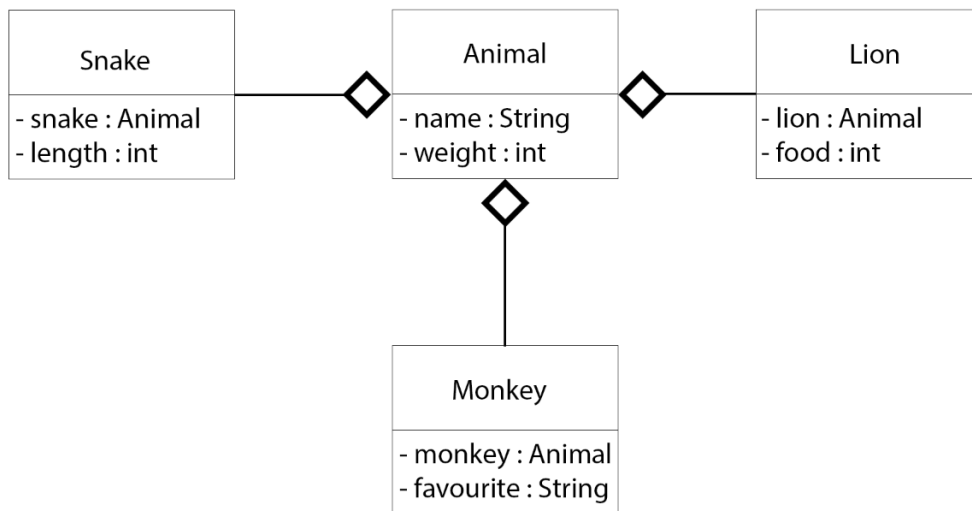 Snake
- snake : Animal
- length : int
Animal
- name : String
- weight : int
Lion
- lion : Animal
- food : int
Monkey
- monkey : Animal
- favourite : String